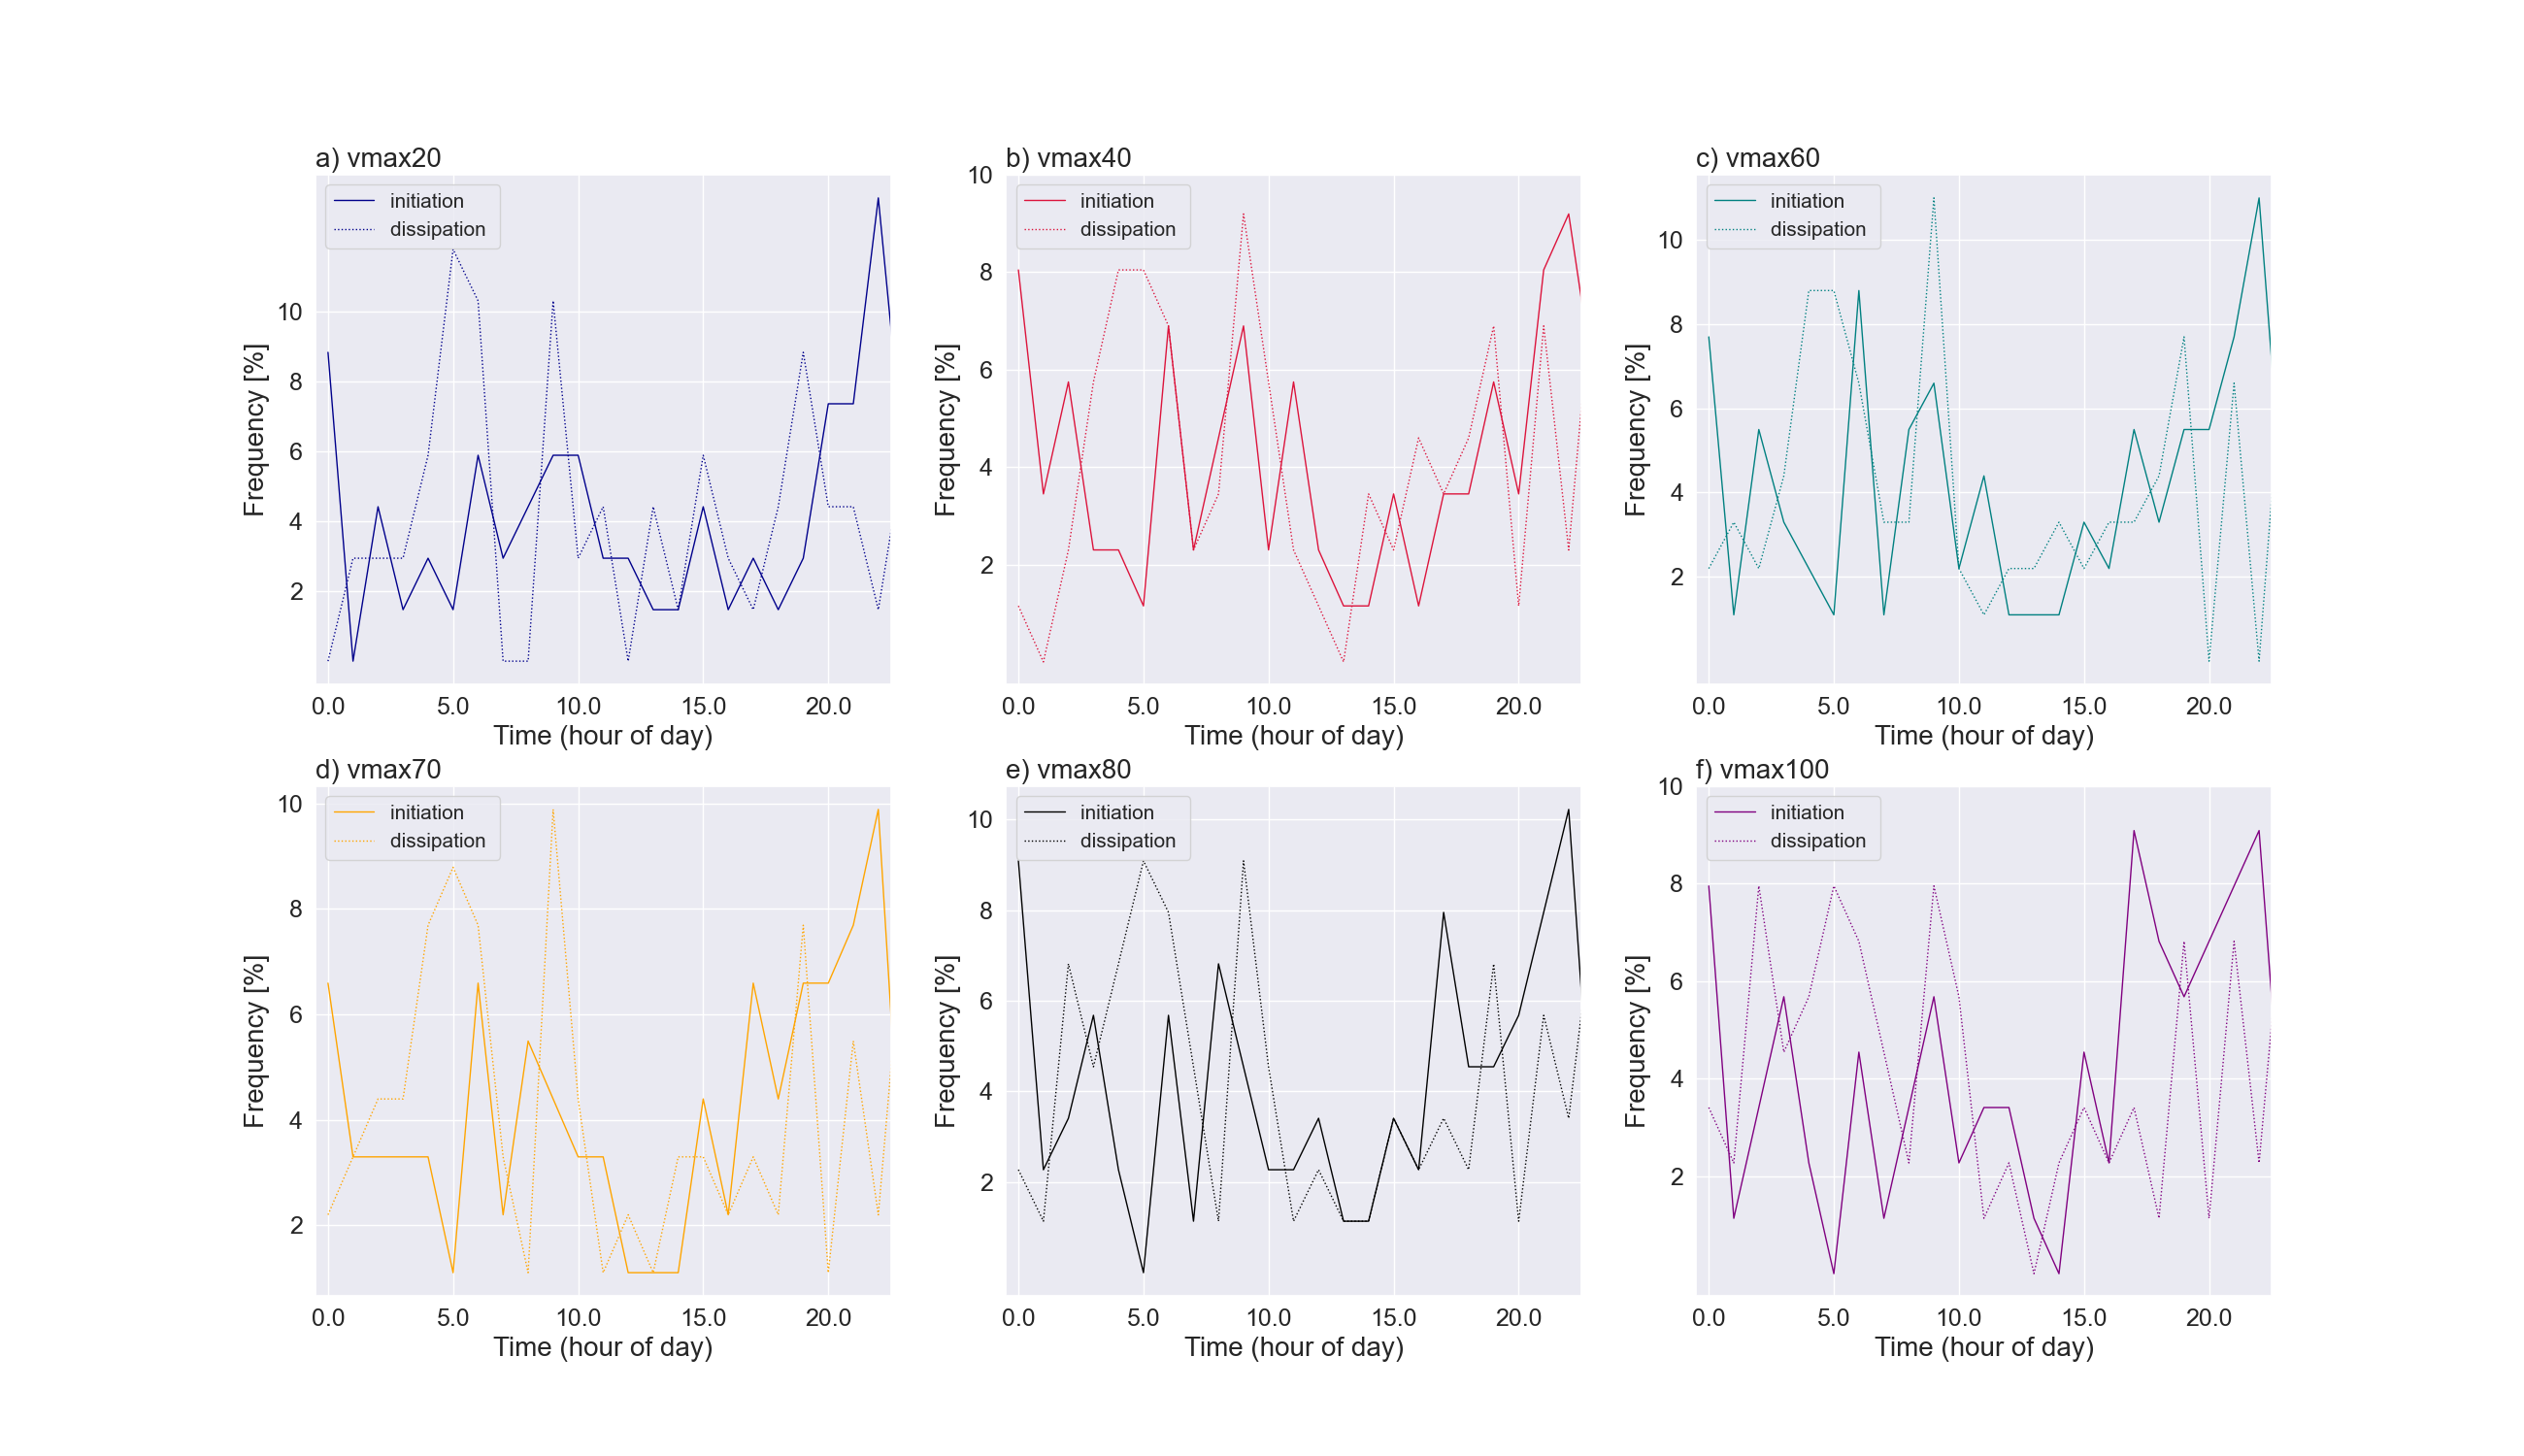 a) vmax20
initiation
dissipation
10
8
6
4
2
Frequency [%]
0.0 5.0 10.0 15.0 20.0
Time (hour of day)
b) vmax40
initiation
dissipation
10
8
6
4
2
Frequency [%]
0.0 5.0 10.0 15.0 20.0
Time (hour of day)
c) vmax60
initiation
dissipation
10
8
6
4
2
Frequency [%]
0.0 5.0 10.0 15.0 20.0
Time (hour of day)
d) vmax70
initiation
dissipation
10
8
6
4
2
Frequency [%]
0.0 5.0 10.0 15.0 20.0
Time (hour of day)
e) vmax80
initiation
dissipation
10
8
6
4
2
Frequency [%]
0.0 5.0 10.0 15.0 20.0
Time (hour of day)
f) vmax100
initiation
dissipation
10
8
6
4
2
Frequency [%]
0.0 5.0 10.0 15.0 20.0
Time (hour of day)